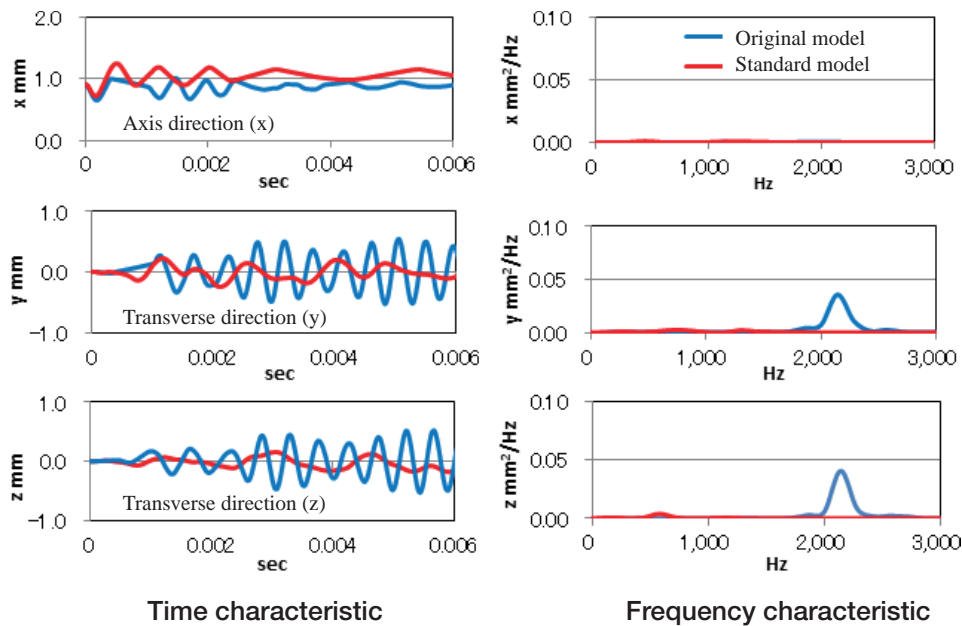 2.0
1.0
0.0
x mm
Axis direction (x)
0 0.002 0.004 0.006
sec
0.10
0.05
0.00
x mm²/Hz
Original model
Standard model
0 1,000 2,000 3,000
Hz
1.0
0.0
−1.0
y mm
Transverse direction (y)
0 0.002 0.004 0.006
sec
0.10
0.05
0.00
y mm²/Hz
0 1,000 2,000 3,000
Hz
1.0
0.0
−1.0
z mm
Transverse direction (z)
0 0.002 0.004 0.006
sec
0.10
0.05
0.00
z mm²/Hz
0 1,000 2,000 3,000
Hz
Time characteristic
Frequency characteristic